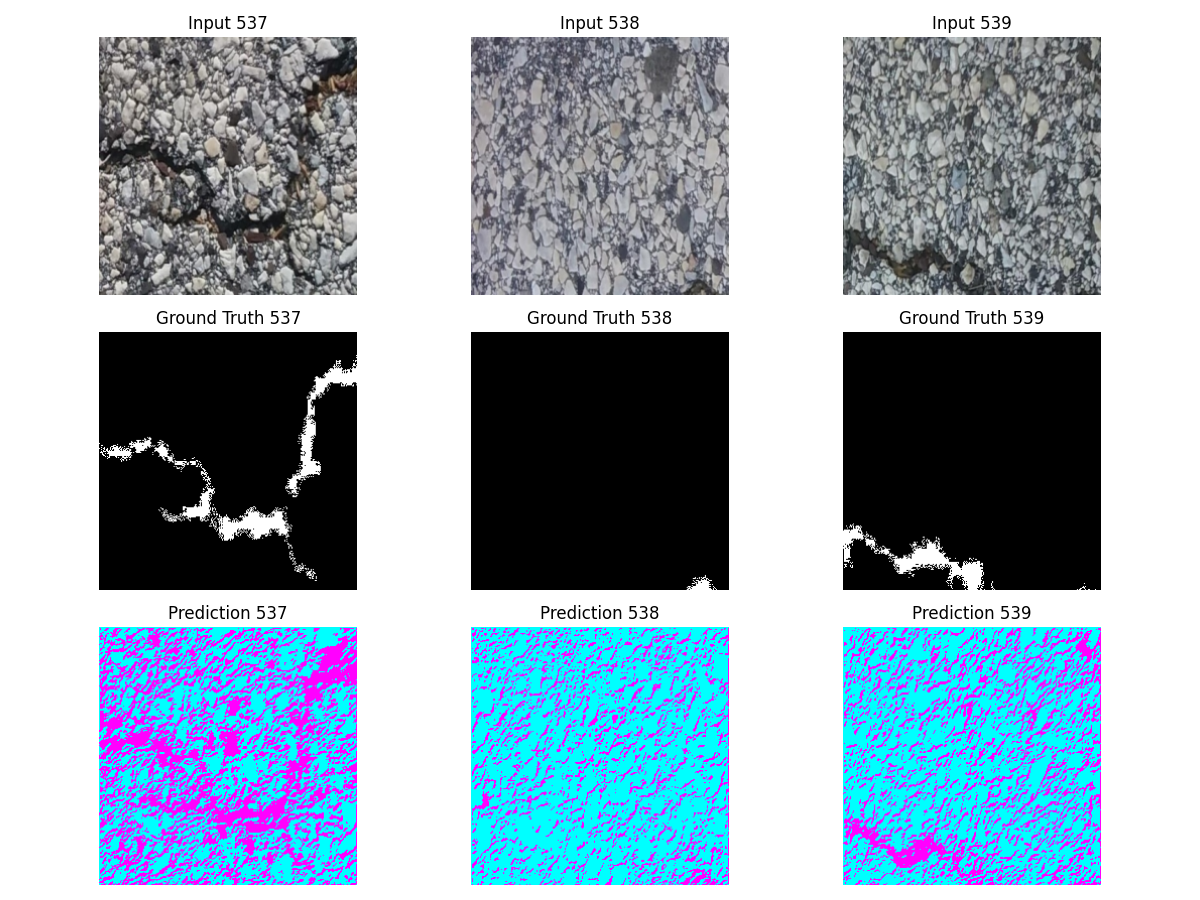 Input 537
Input 538
Input 539
Ground Truth 537
Ground Truth 538
Ground Truth 539
Prediction 537
Prediction 538
Prediction 539